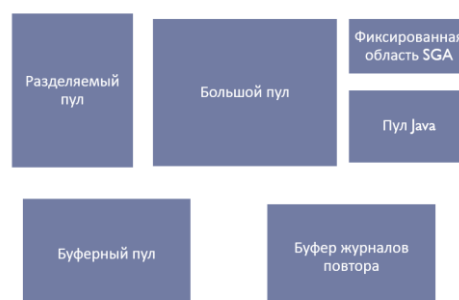 Разделяемый
пул
Большой пул
Фиксированная
область SGA
Пул Java
Буферный пул
Буфер журналов
повтора